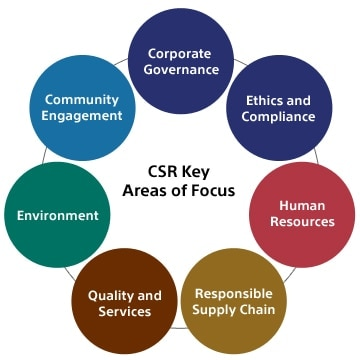 Corporate
Governance
Ethics and
Compliance
Human
Resources
Responsible
Supply Chain
Quality and
Services
Environment
Community
Engagement
CSR Key
Areas of Focus